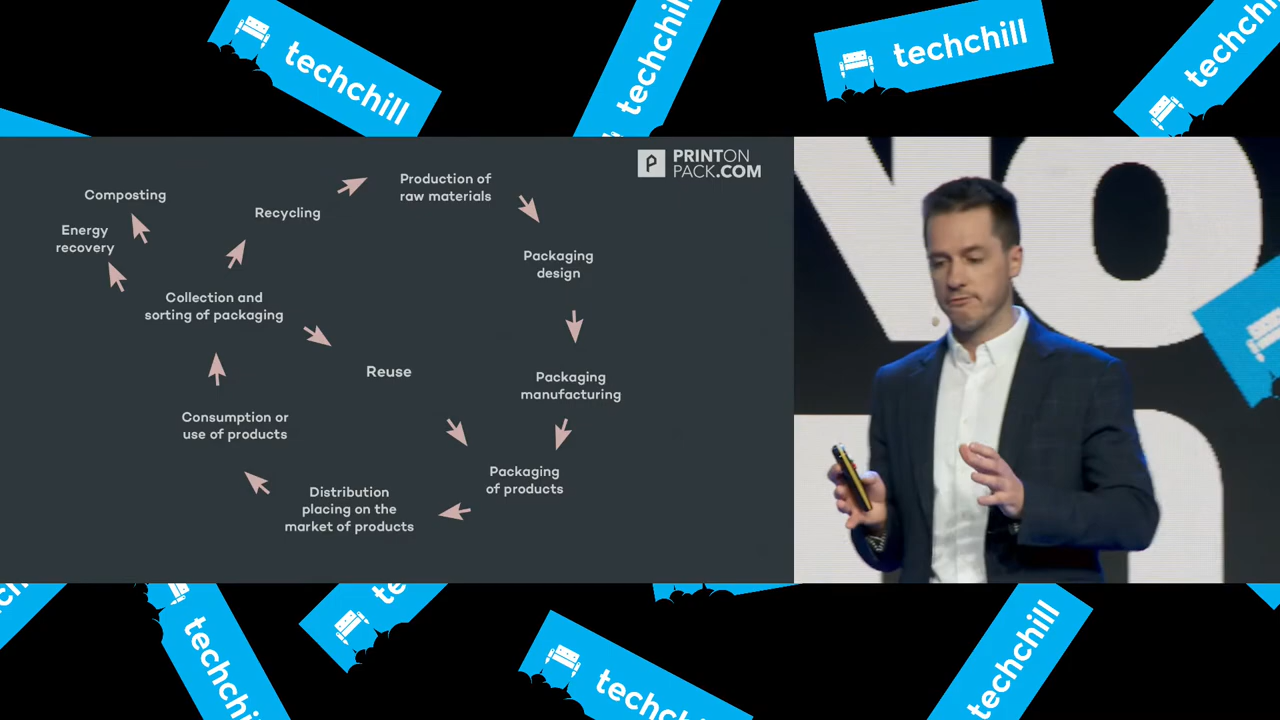 techchill
techchill
techchill
techchill
PRINTON
PACK.COM
Composting
Energy
recovery
Recycling
Production of
raw materials
Packaging
design
Collection and
sorting of packaging
Reuse
Packaging
manufacturing
Consumption or
use of products
Packaging
of products
Distribution
placing on the
market of products
techchill
techchill